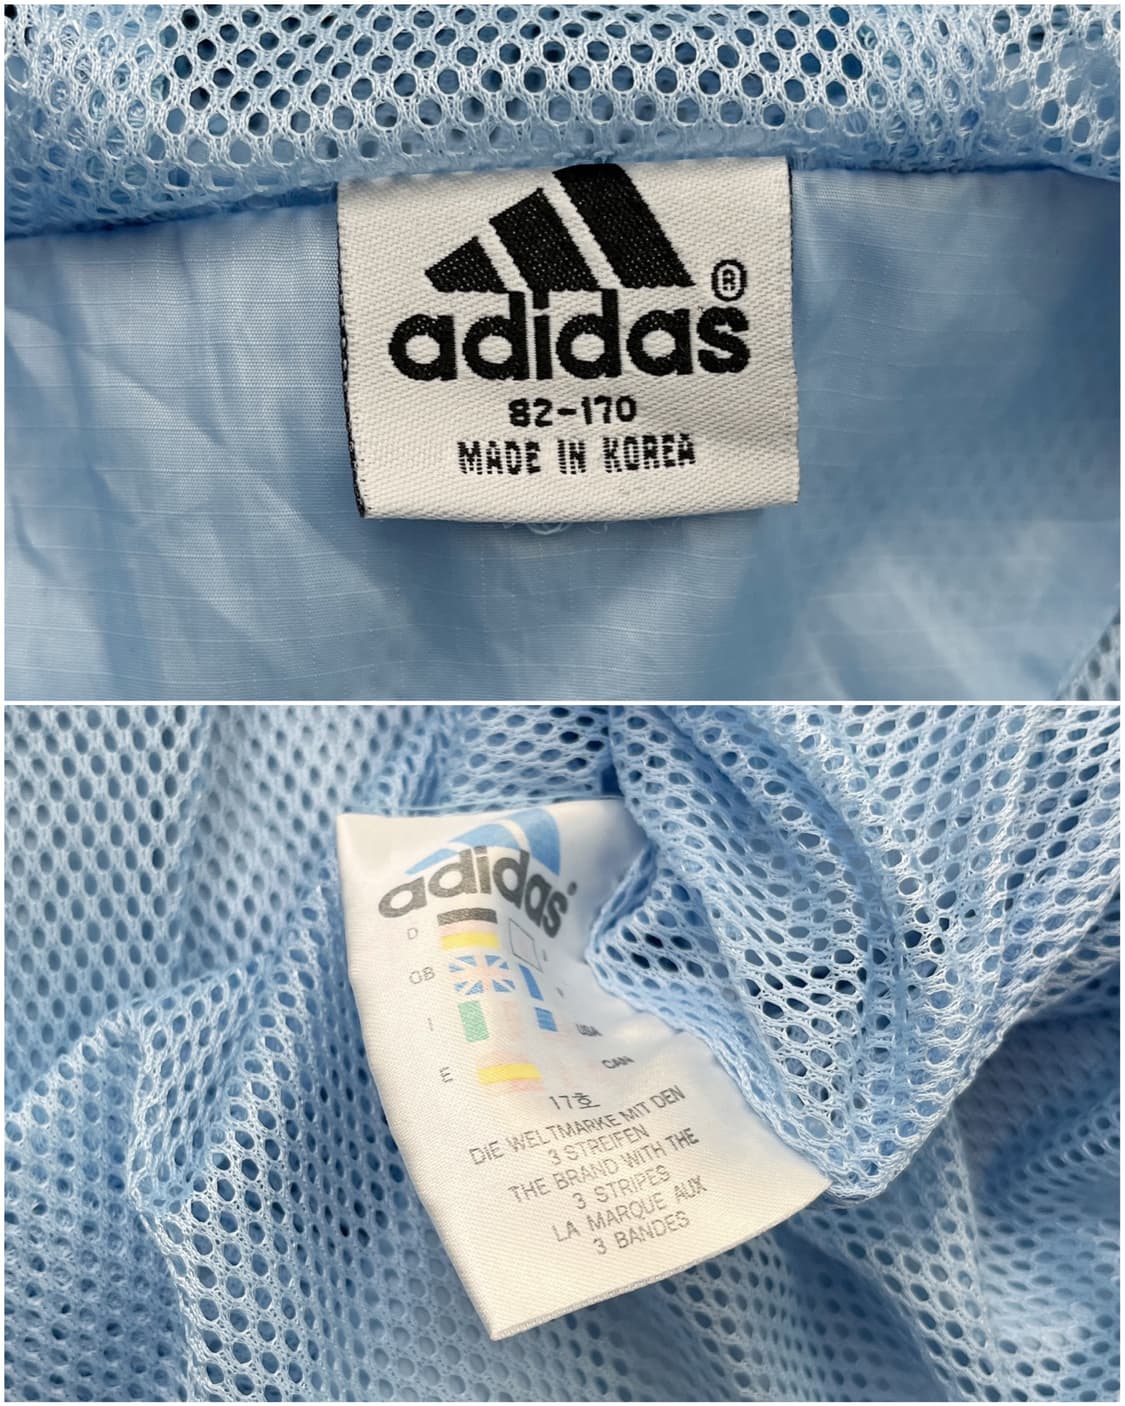 adidas®
82-170
MADE IN KOREA
adidas®
D
GB
I
USA
E
CAN
17호
DIE WELTMARKE MIT DEN
3 STREIFEN
THE BRAND WITH THE
3 STRIPES
LA MARQUE AUX
3 BANDES